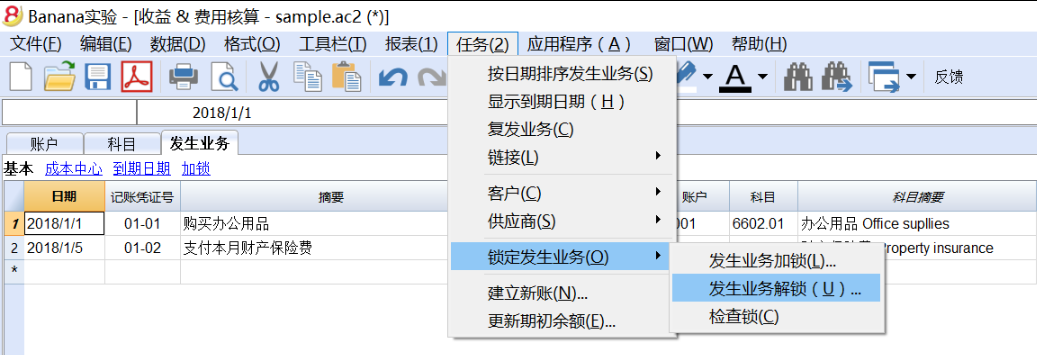 Banana实验 - [收益 & 费用核算 - sample.ac2 (*)]
文件(F) 编辑(E) 数据(D) 格式(O) 工具栏(T) 报表(1) 任务(2) 应用程序（A） 窗口(W) 帮助(H)
A 反馈
2018/1/1
账户 科目 发生业务
基本 成本中心 到期日期 加锁
日期 记账凭证号 摘要 账户 科目 科目摘要
1 2018/1/1 01-01 购买办公用品 001 6602.01 办公用品 Office supllies
2 2018/1/5 01-02 支付本月财产保险费 Property insurance
*
按日期排序发生业务(S)
显示到期日期（H）
复发业务(C)
链接(L)
客户(C)
供应商(S)
锁定发生业务(O)
建立新账(N)...
更新期初余额(E)...
发生业务加锁(L)...
发生业务解锁（U）...
检查锁(C)